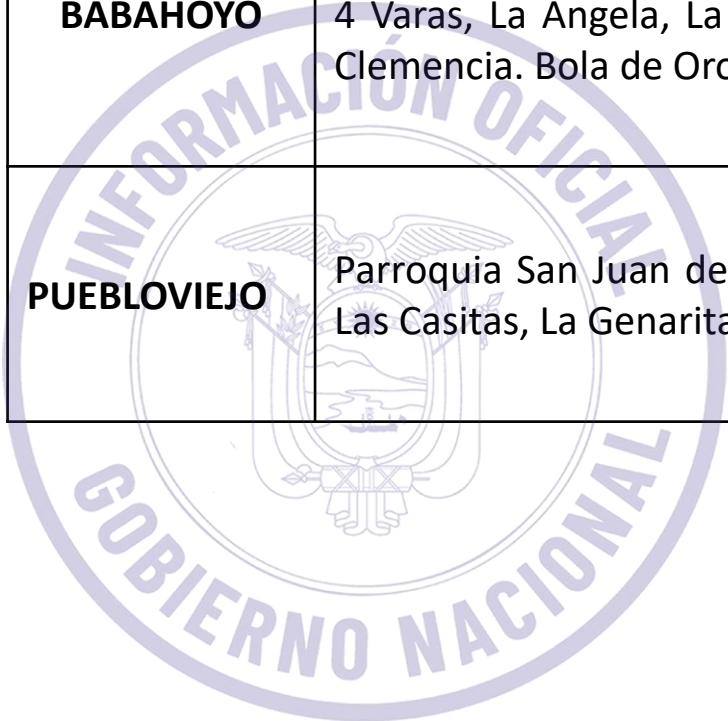 BABAHOYO
4 Varas, La Angela, La
Clemencia. Bola de Oro
PUEBLOVIEJO
Parroquia San Juan de
Las Casitas, La Genarita
INFORMACIÓN OFICIAL
GOBIERNO NACIONAL